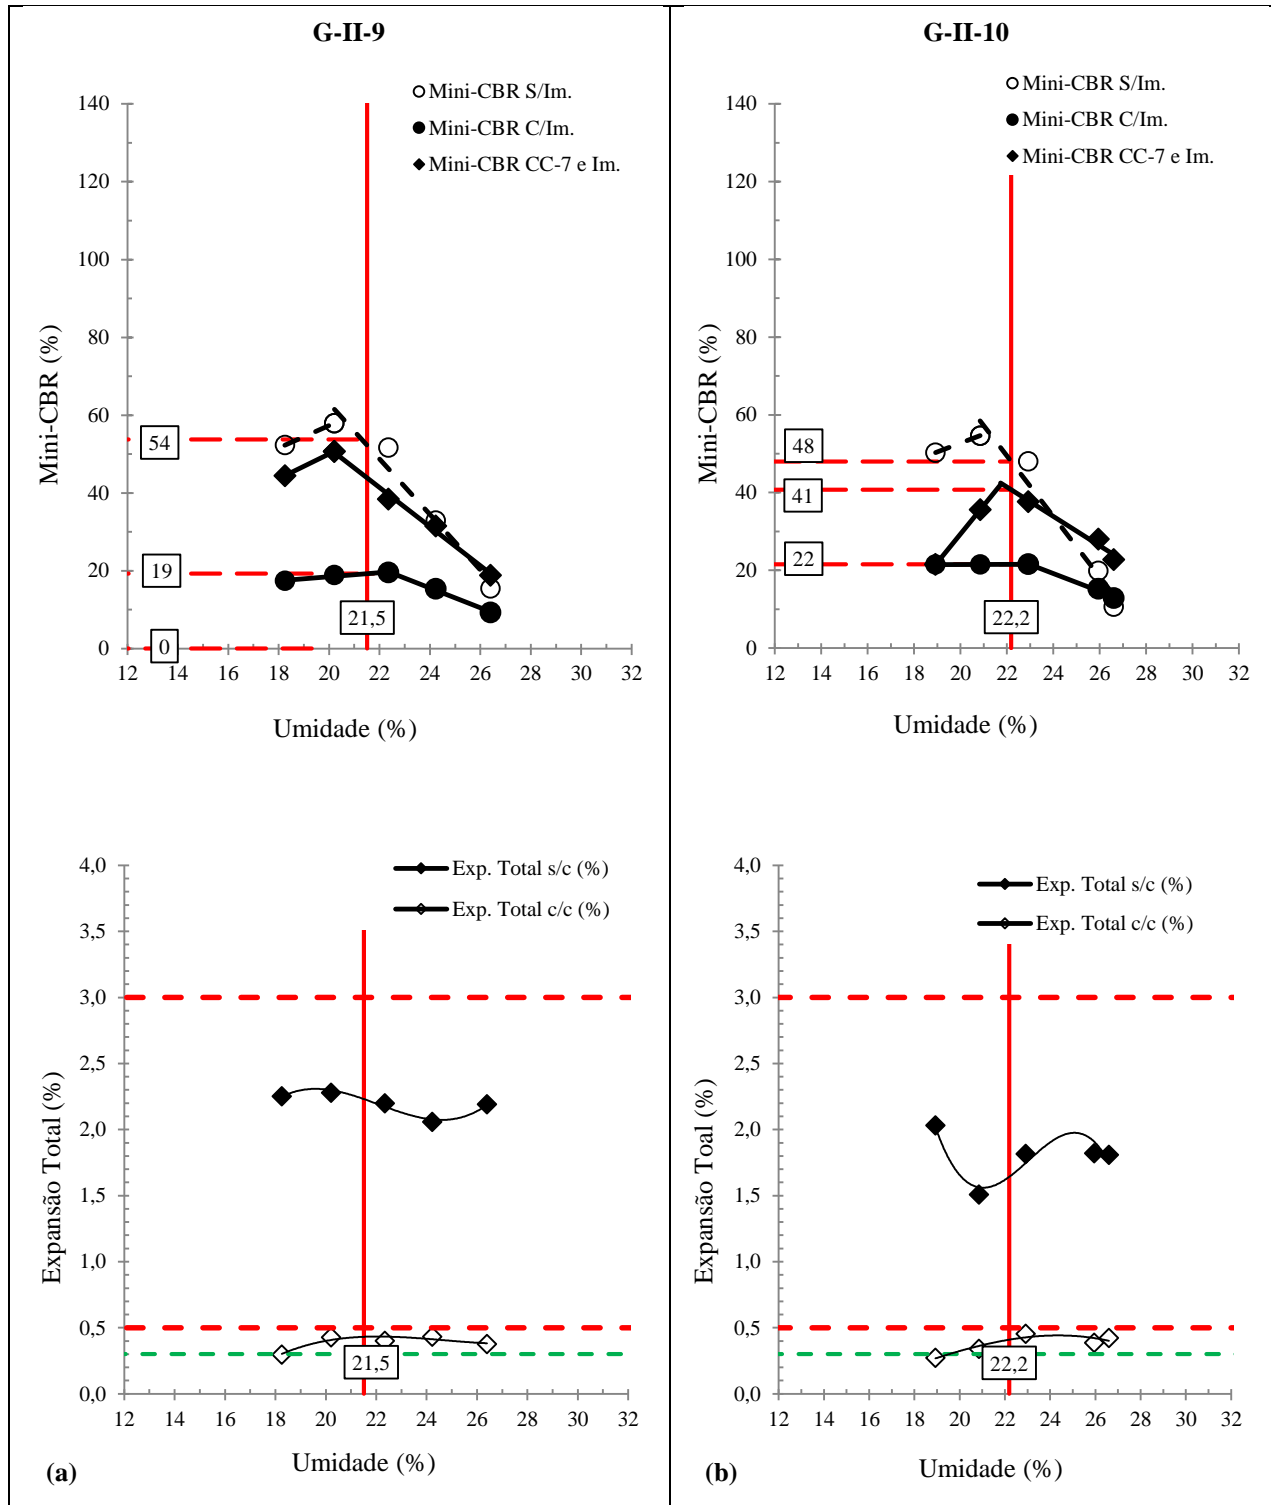 G-II-9
Mini-CBR S/Im.
Mini-CBR C/Im.
Mini-CBR CC-7 e Im.
140
120
100
80
60
40
20
0
Mini-CBR (%)
54
19
0
21,5
12 14 16 18 20 22 24 26 28 30 32
Umidade (%)
Exp. Total s/c (%)
Exp. Total c/c (%)
4,0
3,5
3,0
2,5
2,0
1,5
1,0
0,5
0,0
Expansão Total (%)
21,5
12 14 16 18 20 22 24 26 28 30 32
Umidade (%)
(a)
G-II-10
Mini-CBR S/Im.
Mini-CBR C/Im.
Mini-CBR CC-7 e Im.
140
120
100
80
60
40
20
0
Mini-CBR (%)
48
41
22
22,2
12 14 16 18 20 22 24 26 28 30 32
Umidade (%)
Exp. Total s/c (%)
Exp. Total c/c (%)
4,0
3,5
3,0
2,5
2,0
1,5
1,0
0,5
0,0
Expansão Toal (%)
22,2
12 14 16 18 20 22 24 26 28 30 32
Umidade (%)
(b)